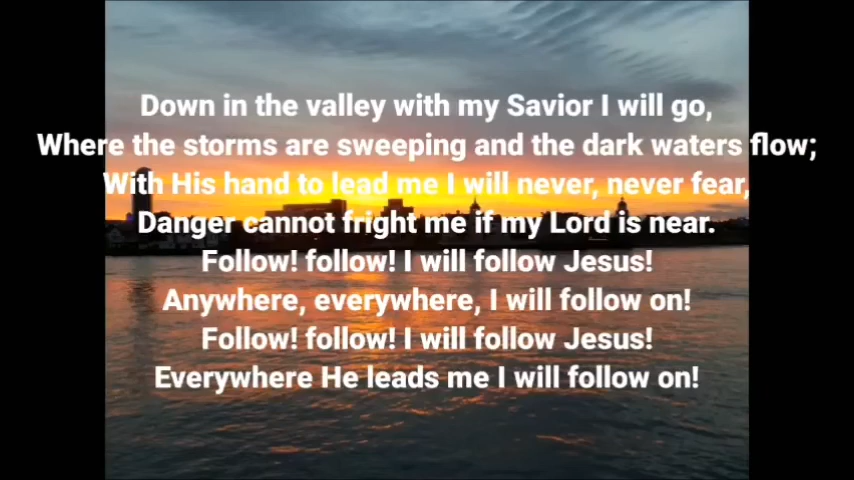 Down in the valley with my Savior I will go,
Where the storms are sweeping and the dark waters flow;
With His hand to lead me I will never, never fear,
Danger cannot fright me if my Lord is near.
Follow! follow! I will follow Jesus!
Anywhere, everywhere, I will follow on!
Follow! follow! I will follow Jesus!
Everywhere He leads me I will follow on!